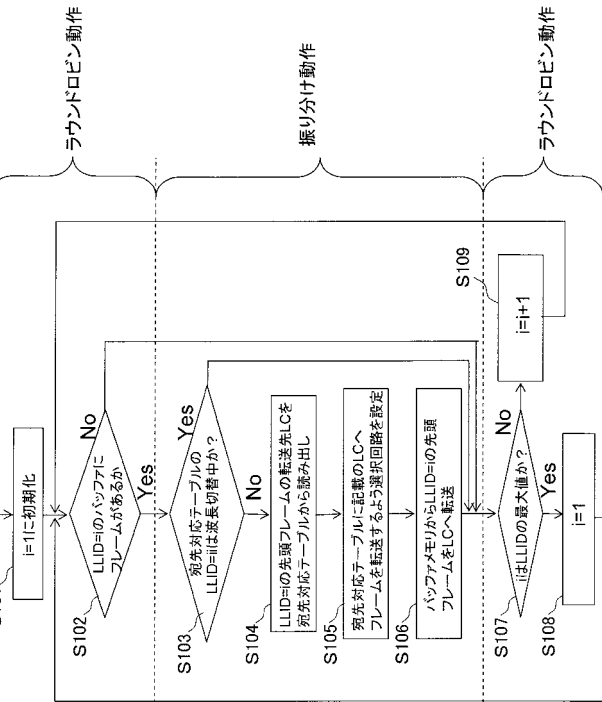 i=1に初期化
S102
LLID=iのバッファに
フレームがあるか
No
Yes
ラウンドロビン動作
S103
宛先対応テーブルの
LLID=iは波長切替中か?
Yes
No
S104
LLID=iの先頭フレームの転送先LCを
宛先対応テーブルから読み出し
S105
宛先対応テーブルに記載のLCへ
フレームを転送するよう選択回路を設定
S106
バッファメモリからLLID=iの先頭
フレームをLCへ転送
振り分け動作
S107
iはLLIDの最大値か?
No
Yes
S109
i=i+1
S108
i=1
ラウンドロビン動作